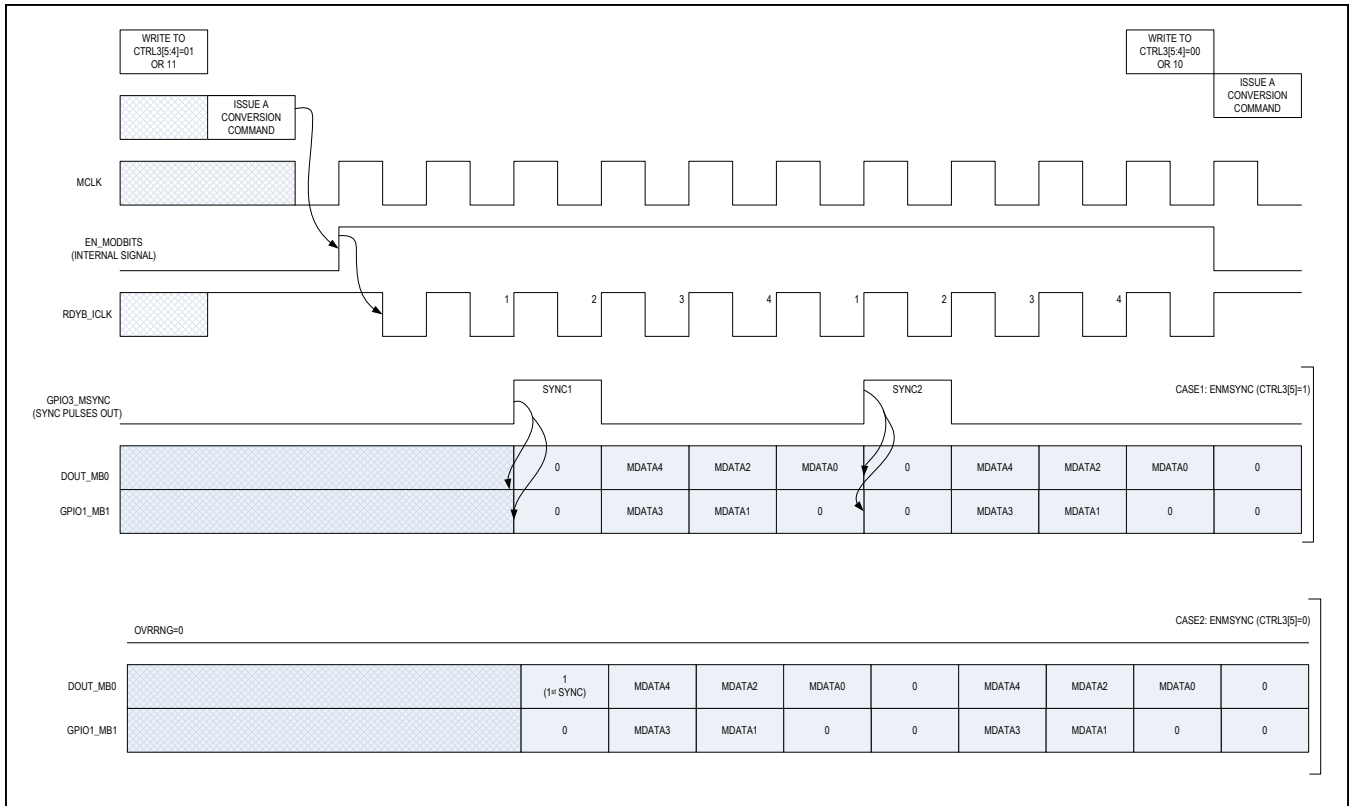 WRITE TO
CTRL3[5:4]=01
OR 11
WRITE TO
CTRL3[5:4]=00
OR 10
ISSUE A
CONVERSION
COMMAND
ISSUE A
CONVERSION
COMMAND
MCLK
EN_MODBITS
(INTERNAL SIGNAL)
RDYB_ICLK
1 2 3 4 1 2 3 4
GPIO3_MSYNC
(SYNC PULSES OUT)
SYNC1 SYNC2
CASE1: ENMSYNC (CTRL3[5]=1)
DOUT_MB0 0 MDATA4 MDATA2 MDATA0 0 MDATA4 MDATA2 MDATA0 0
GPIO1_MB1 0 MDATA3 MDATA1 0 0 MDATA3 MDATA1 0 0
OVRRNG=0
CASE2: ENMSYNC (CTRL3[5]=0)
DOUT_MB0 1 (1st SYNC) MDATA4 MDATA2 MDATA0 0 MDATA4 MDATA2 MDATA0 0
GPIO1_MB1 0 MDATA3 MDATA1 0 0 MDATA3 MDATA1 0 0